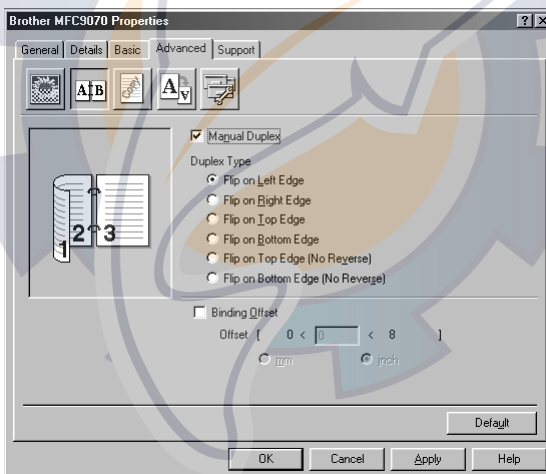 Brother MFC9070 Properties
General Details Basic Advanced Support
A B Copy A A
Manual Duplex
Duplex Type
Flip on Left Edge
Flip on Right Edge
Flip on Top Edge
Flip on Bottom Edge
Flip on Top Edge (No Reverse)
Flip on Bottom Edge (No Reverse)
1 2 3
Binding Offset
Offset [ 0 < 0 < 8 ]
mm inch
Default
OK Cancel Apply Help